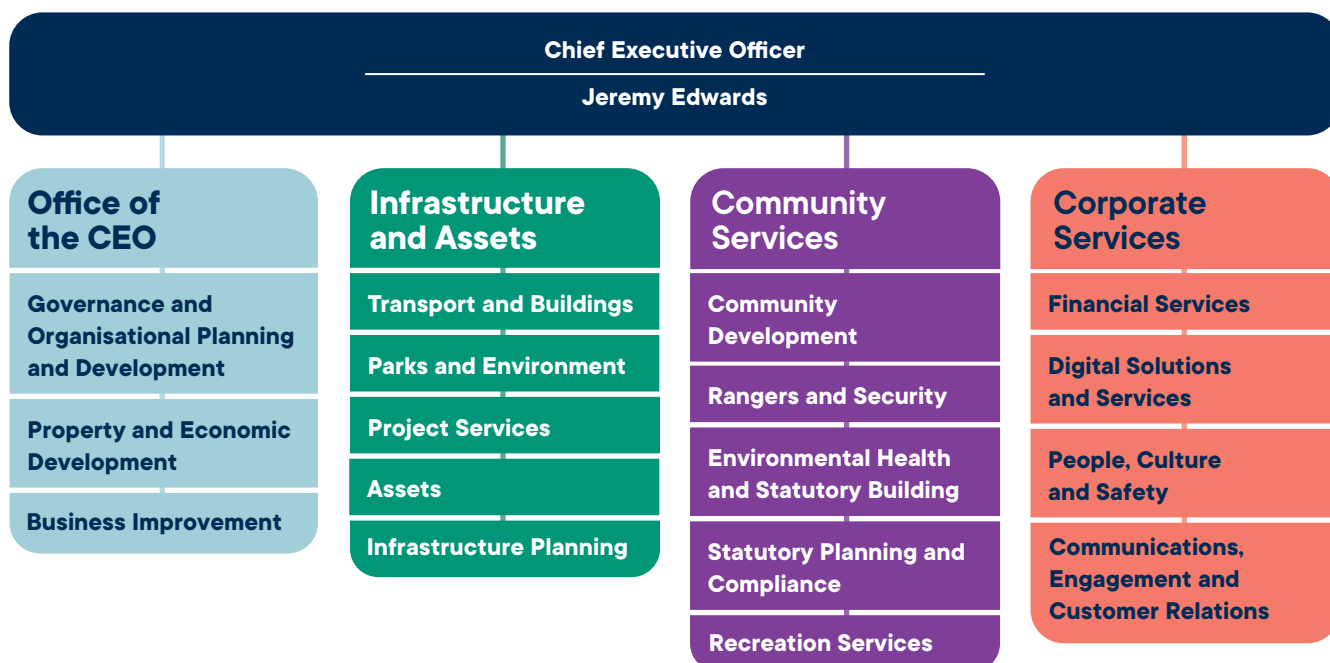 Chief Executive Officer
Jeremy Edwards
Office of
the CEO
Governance and
Organisational Planning
and Development
Property and Economic
Development
Business Improvement
Infrastructure
and Assets
Transport and Buildings
Parks and Environment
Project Services
Assets
Infrastructure Planning
Community
Services
Community
Development
Rangers and Security
Environmental Health
and Statutory Building
Statutory Planning and
Compliance
Recreation Services
Corporate
Services
Financial Services
Digital Solutions
and Services
People, Culture
and Safety
Communications,
Engagement and
Customer Relations